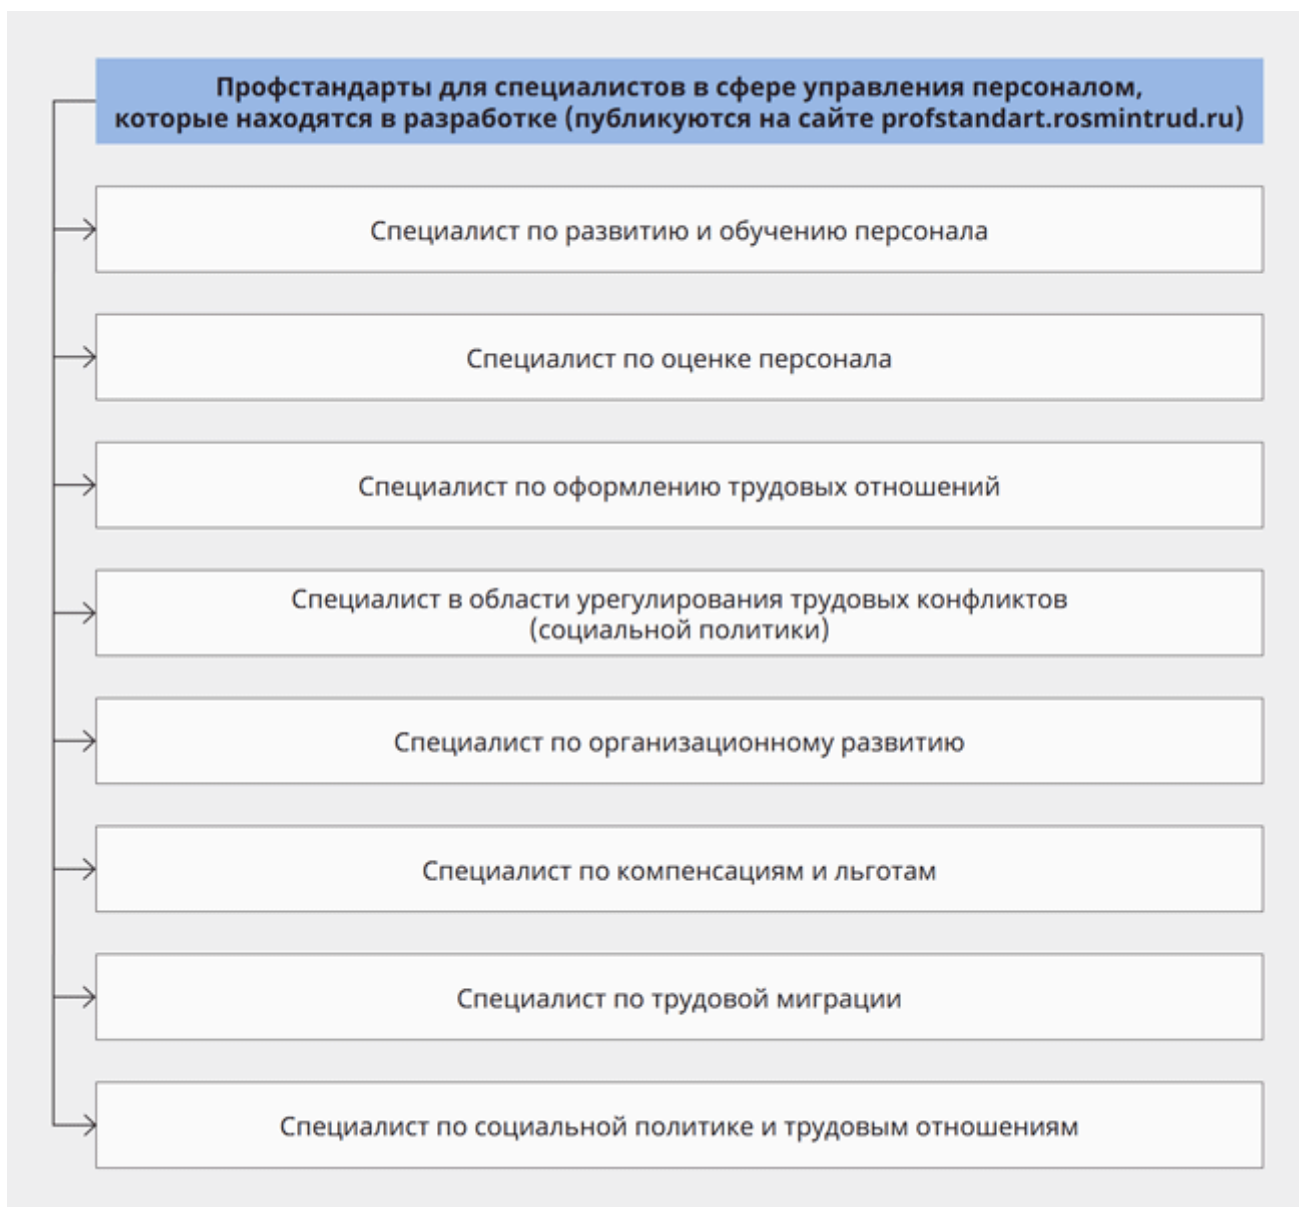 Профстандарты для специалистов в сфере управления персоналом,
которые находятся в разработке (публикуются на сайте profstandart.rosmintrud.ru)
Специалист по развитию и обучению персонала
Специалист по оценке персонала
Специалист по оформлению трудовых отношений
Специалист в области урегулирования трудовых конфликтов
(социальной политики)
Специалист по организационному развитию
Специалист по компенсациям и льготам
Специалист по трудовой миграции
Специалист по социальной политике и трудовым отношениям